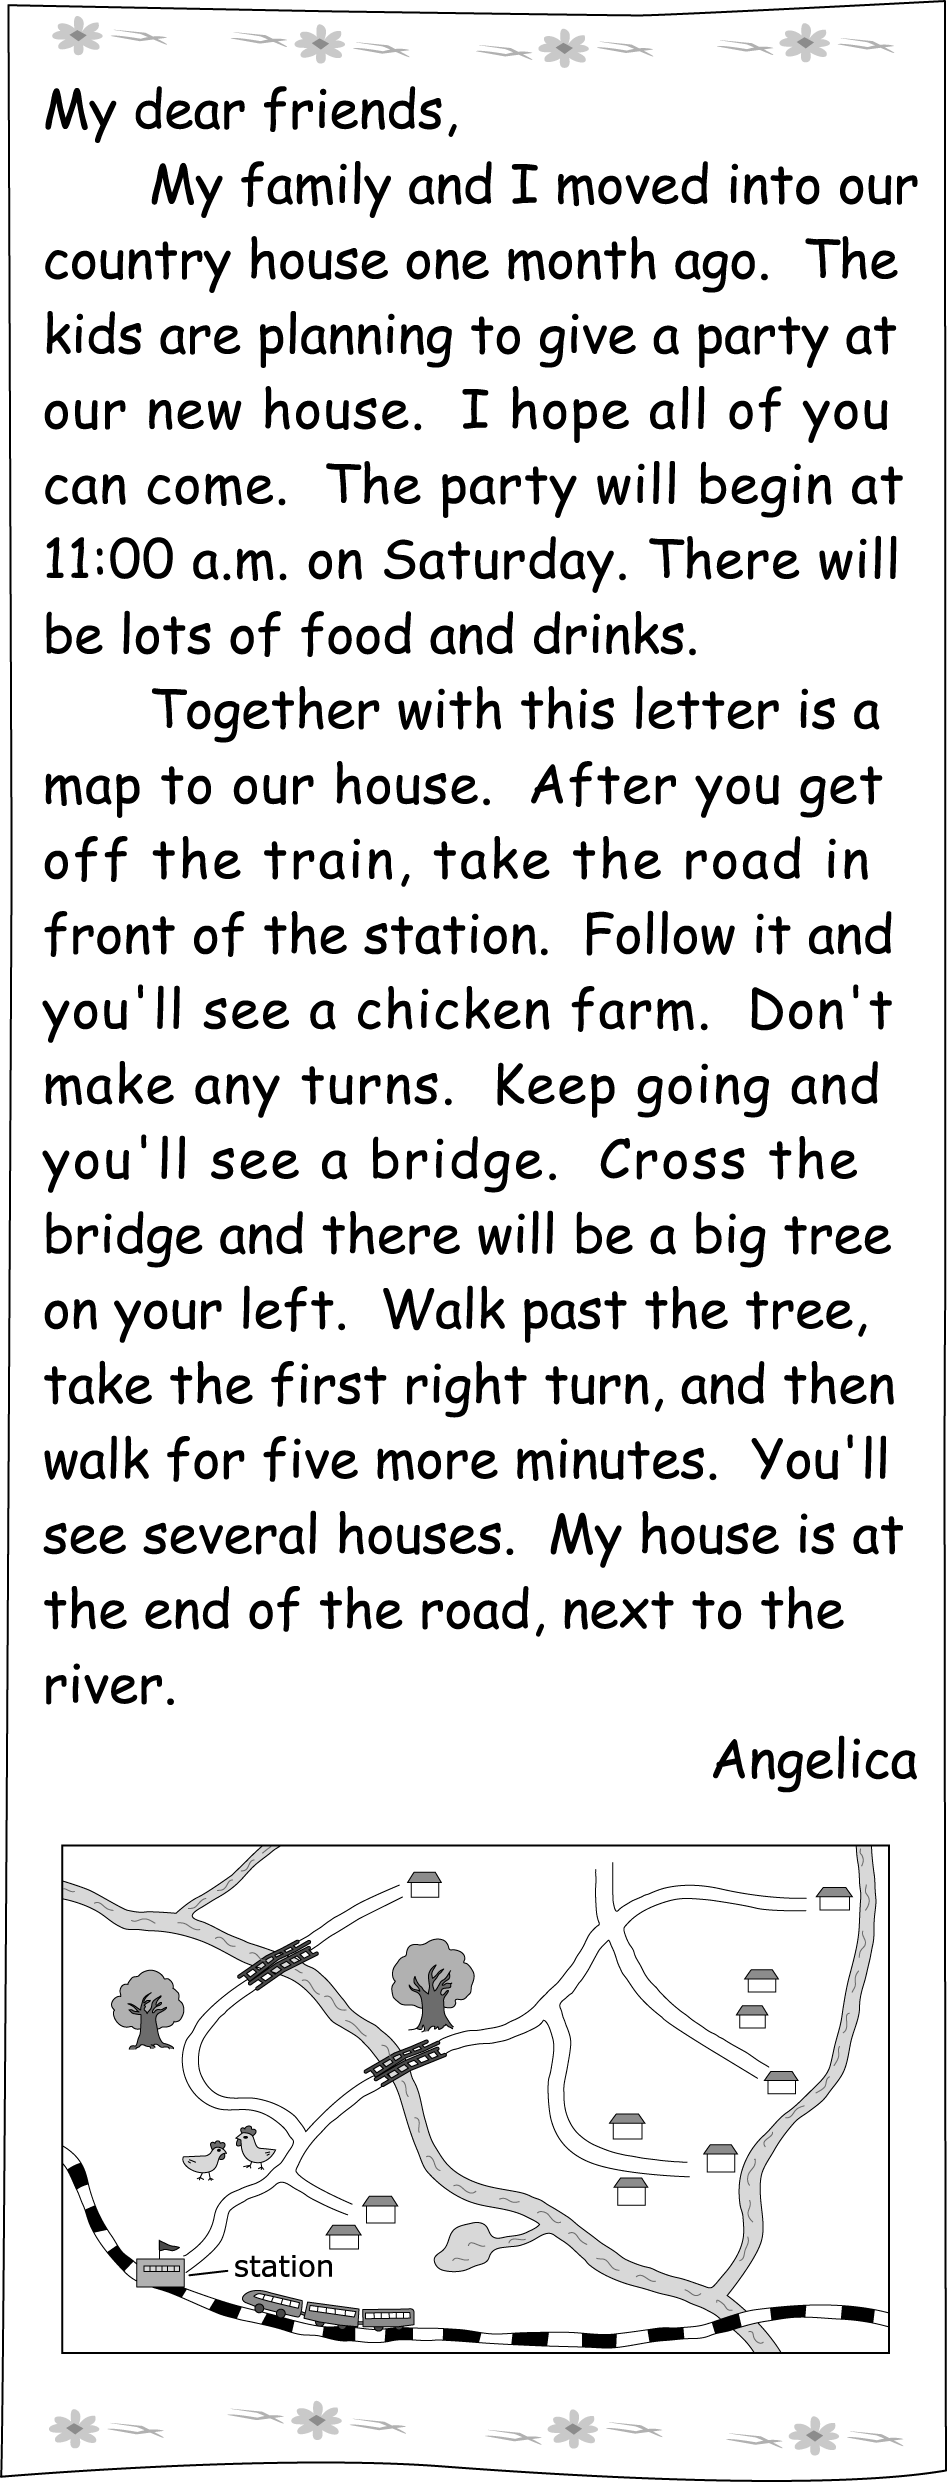 My dear friends,
My family and I moved into our
country house one month ago. The
kids are planning to give a party at
our new house. I hope all of you
can come. The party will begin at
11:00 a.m. on Saturday. There will
be lots of food and drinks.
Together with this letter is a
map to our house. After you get
off the train, take the road in
front of the station. Follow it and
you'll see a chicken farm. Don't
make any turns. Keep going and
you'll see a bridge. Cross the
bridge and there will be a big tree
on your left. Walk past the tree,
take the first right turn, and then
walk for five more minutes. You'll
see several houses. My house is at
the end of the road, next to the
river.
Angelica
station